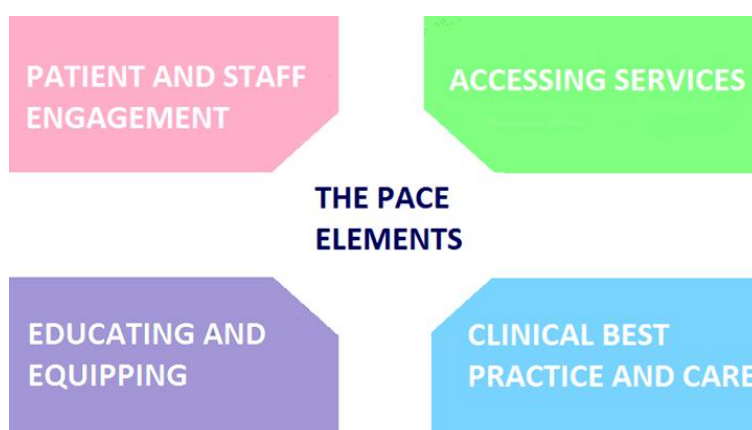 PATIENT AND STAFF
ENGAGEMENT
ACCESSING SERVICES
THE PACE
ELEMENTS
EDUCATING AND
EQUIPPING
CLINICAL BEST
PRACTICE AND CARE